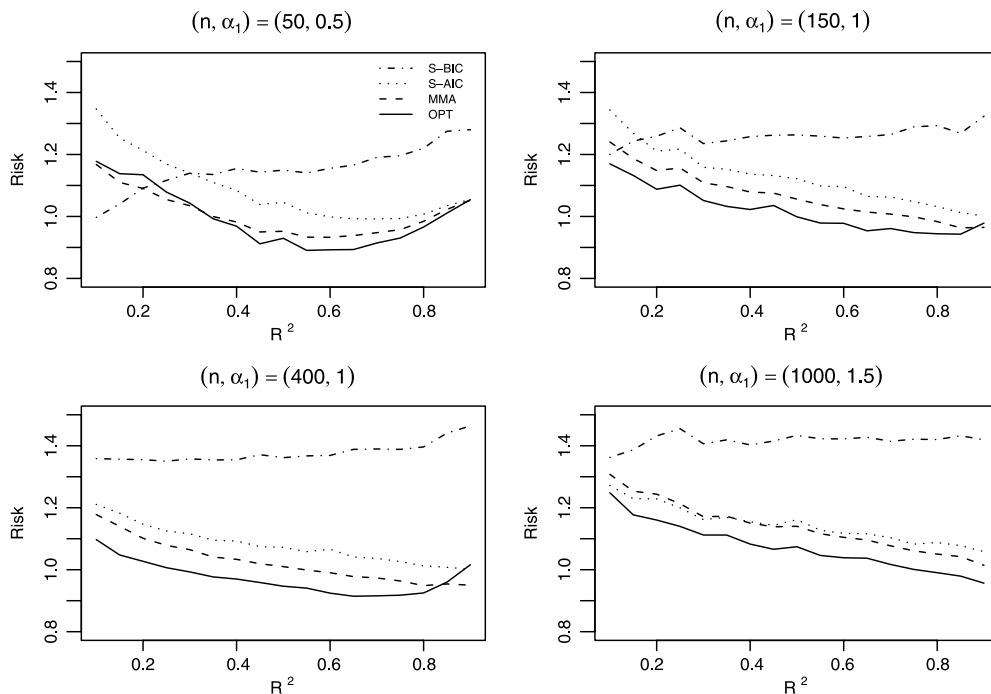 (n, α₁) = (50, 0.5)
Risk
0.8 1.0 1.2 1.4
S−BIC
S−AIC
MMA
OPT
0.2 0.4 0.6 0.8
R²
(n, α₁) = (150, 1)
Risk
0.8 1.0 1.2 1.4
0.2 0.4 0.6 0.8
R²
(n, α₁) = (400, 1)
Risk
0.8 1.0 1.2 1.4
0.2 0.4 0.6 0.8
R²
(n, α₁) = (1000, 1.5)
Risk
0.8 1.0 1.2 1.4
0.2 0.4 0.6 0.8
R²